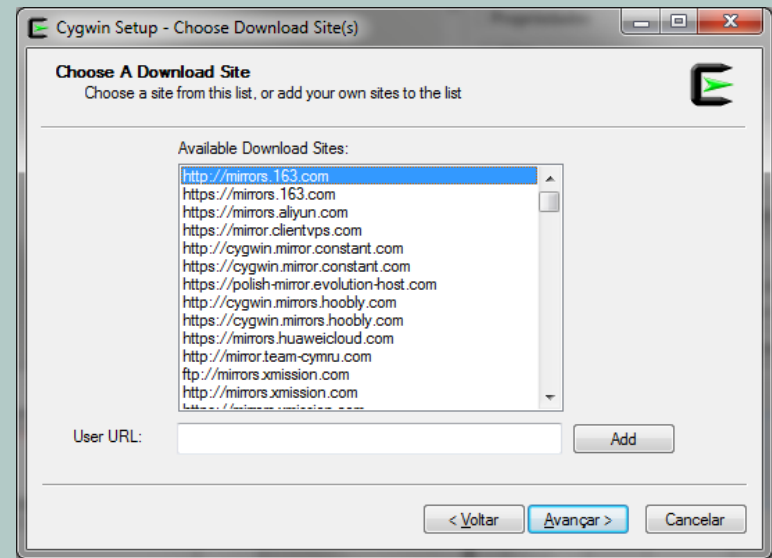 Cygwin Setup - Choose Download Site(s)
Choose A Download Site
Choose a site from this list, or add your own sites to the list
Available Download Sites:
http://mirrors.163.com
https://mirrors.163.com
https://mirrors.aliyun.com
https://mirror.clientvps.com
http://cygwin.mirror.constant.com
https://cygwin.mirror.constant.com
https://polish-mirror.evolution-host.com
http://cygwin.mirrors.hoobly.com
https://cygwin.mirrors.hoobly.com
https://mirrors.huaweicloud.com
http://mirror.team-cymru.com
ftp://mirrors.xmission.com
http://mirrors.xmission.com
https://mirrors.xmission.com
User URL:
Add
< Voltar
Avançar >
Cancelar